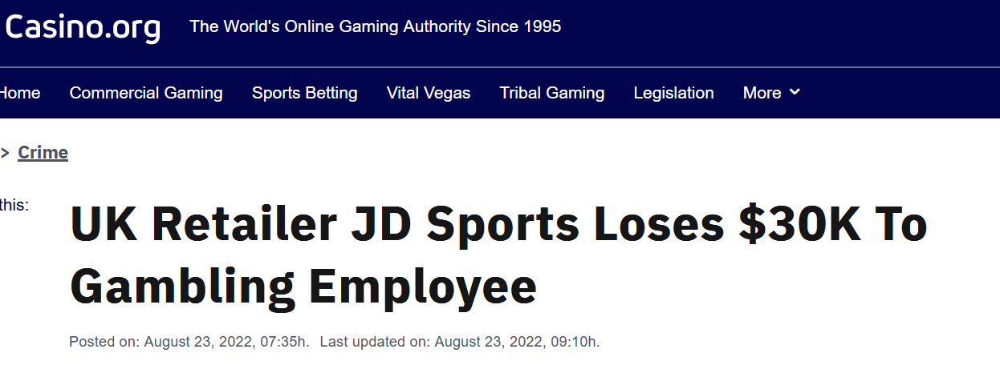 Casino.org The World's Online Gaming Authority Since 1995
Home Commercial Gaming Sports Betting Vital Vegas Tribal Gaming Legislation More
> Crime
this:
UK Retailer JD Sports Loses $30K To
Gambling Employee
Posted on: August 23, 2022, 07:35h. Last updated on: August 23, 2022, 09:10h.